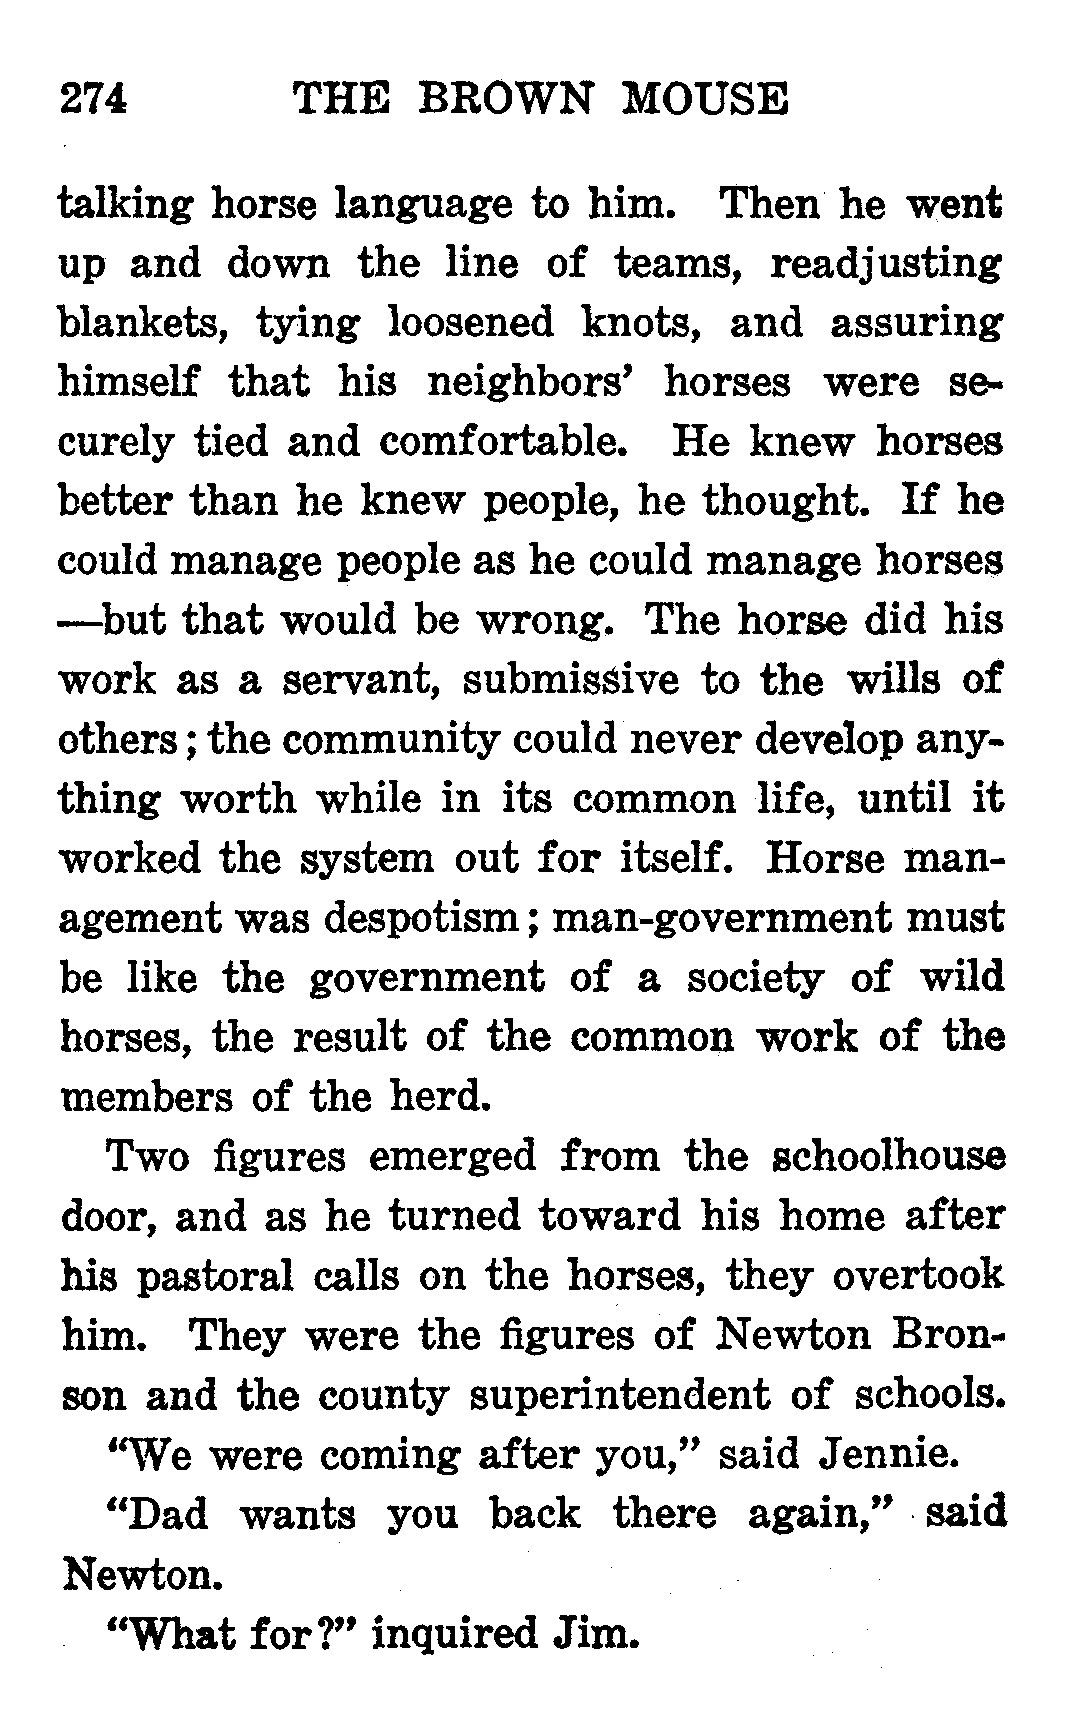 274 THE BROWN MOUSE
talking horse language to him. Then he went
up and down the line of teams, readjusting
blankets, tying loosened knots, and assuring
himself that his neighbors' horses were se-
curely tied and comfortable. He knew horses
better than he knew people, he thought. If he
could manage people as he could manage horses
—but that would be wrong. The horse did his
work as a servant, submissive to the wills of
others; the community could never develop any-
thing worth while in its common life, until it
worked the system out for itself. Horse man-
agement was despotism; man-government must
be like the government of a society of wild
horses, the result of the common work of the
members of the herd.
Two figures emerged from the schoolhouse
door, and as he turned toward his home after
his pastoral calls on the horses, they overtook
him. They were the figures of Newton Bron-
son and the county superintendent of schools.
“We were coming after you,” said Jennie.
“Dad wants you back there again,” said
Newton.
“What for?” inquired Jim.